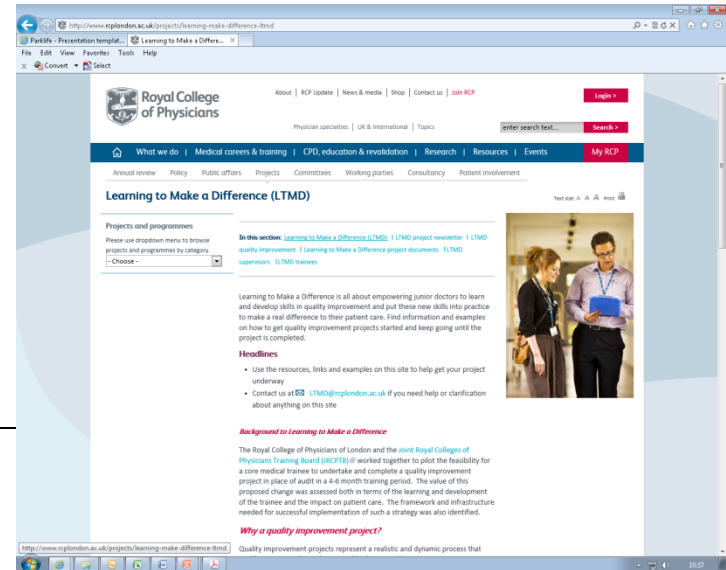 http://www.rcplondon.ac.uk/projects/learning-make-difference-ltmd
Parklife - Presentation templat...
Learning to Make a Differe...
File Edit View Favorites Tools Help
x Convert Select
Royal College
of Physicians
About | RCP Update | News & media | Shop | Contact us | Join RCP
Login >
Physician specialties | UK & International | Topics
enter search text...
Search >
What we do | Medical careers & training | CPD, education & revalidation | Research | Resources | Events
My RCP
Annual review Policy Public affairs Projects Committees Working parties Consultancy Patient involvement
Learning to Make a Difference (LTMD)
Text size: A A A Print
Projects and programmes
Please use dropdown menu to browse
projects and programmes by category.
- Choose -
In this section: Learning to Make a Difference (LTMD) | LTMD project newsletter | LTMD
quality improvement | Learning to Make a Difference project documents | LTMD
supervisors | LTMD trainees
Learning to Make a Difference is all about empowering junior doctors to learn
and develop skills in quality improvement and put these new skills into practice
to make a real difference to their patient care. Find information and examples
on how to get quality improvement projects started and keep going until the
project is completed.
Headlines
• Use the resources, links and examples on this site to help get your project
underway
• Contact us at LTMD@rcplondon.ac.uk if you need help or clarification
about anything on this site
Background to Learning to Make a Difference
The Royal College of Physicians of London and the Joint Royal Colleges of
Physicians Training Board (JRCPTB) worked together to pilot the feasibility for
a core medical trainee to undertake and complete a quality improvement
project in place of audit in a 4-6 month training period. The value of this
proposed change was assessed both in terms of the learning and development
of the trainee and the impact on patient care. The framework and infrastructure
needed for successful implementation of such a strategy was also identified.
Why a quality improvement project?
Quality improvement projects represent a realistic and dynamic process that
http://www.rcplondon.ac.uk/projects/learning-make-difference-ltmd
10:37